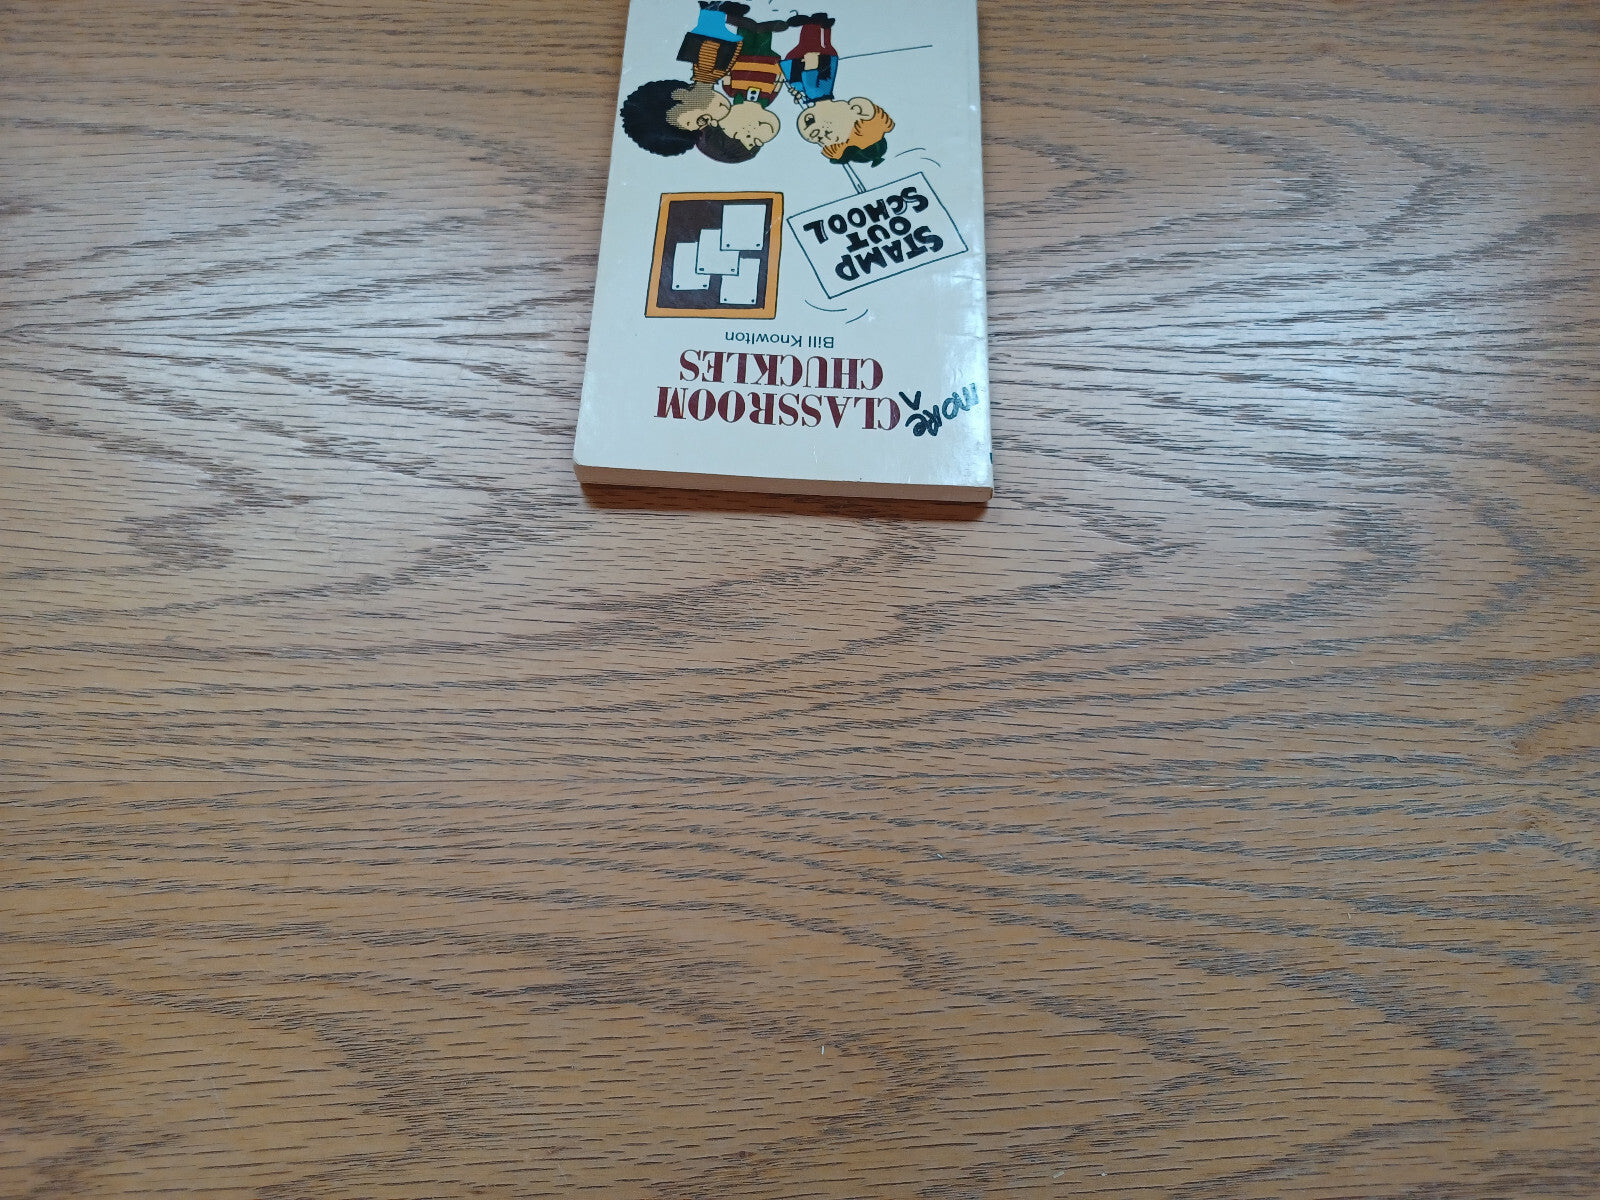 MORE
CLASSROOM
CHUCKLES
Bill Knowlton
STAMP
OUT
SCHOOL